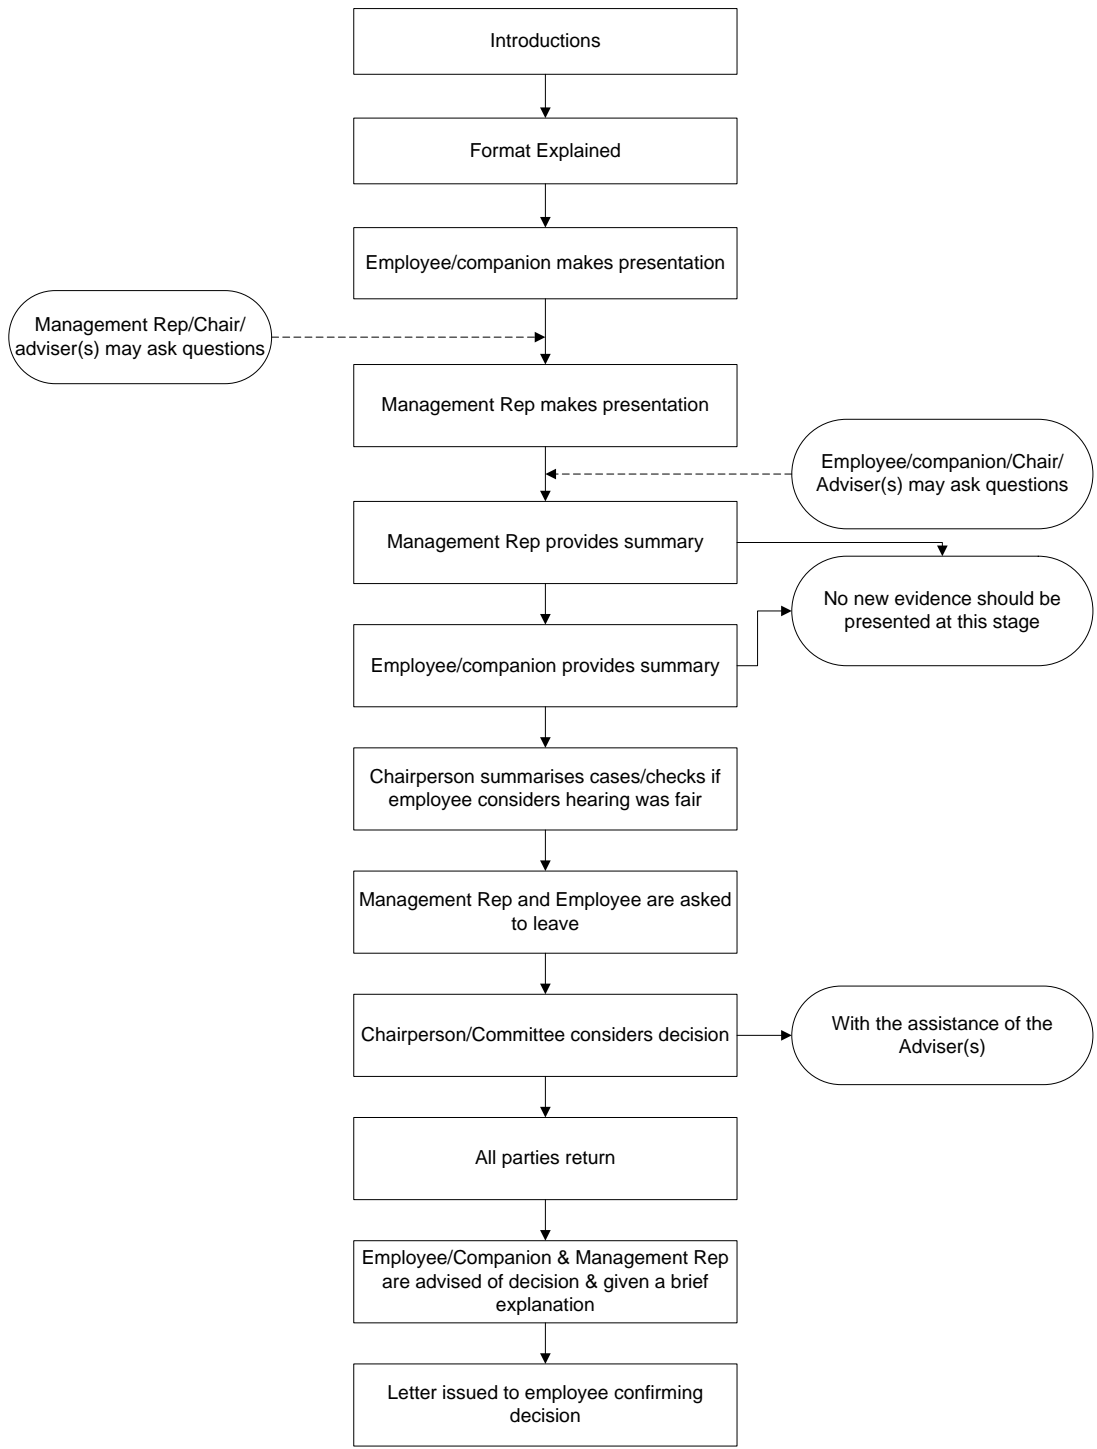 Introductions
Format Explained
Employee/companion makes presentation
Management Rep/Chair/
adviser(s) may ask questions
Management Rep makes presentation
Employee/companion/Chair/
Adviser(s) may ask questions
Management Rep provides summary
No new evidence should be
presented at this stage
Employee/companion provides summary
Chairperson summarises cases/checks if
employee considers hearing was fair
Management Rep and Employee are asked
to leave
Chairperson/Committee considers decision
With the assistance of the
Adviser(s)
All parties return
Employee/Companion & Management Rep
are advised of decision & given a brief
explanation
Letter issued to employee confirming
decision